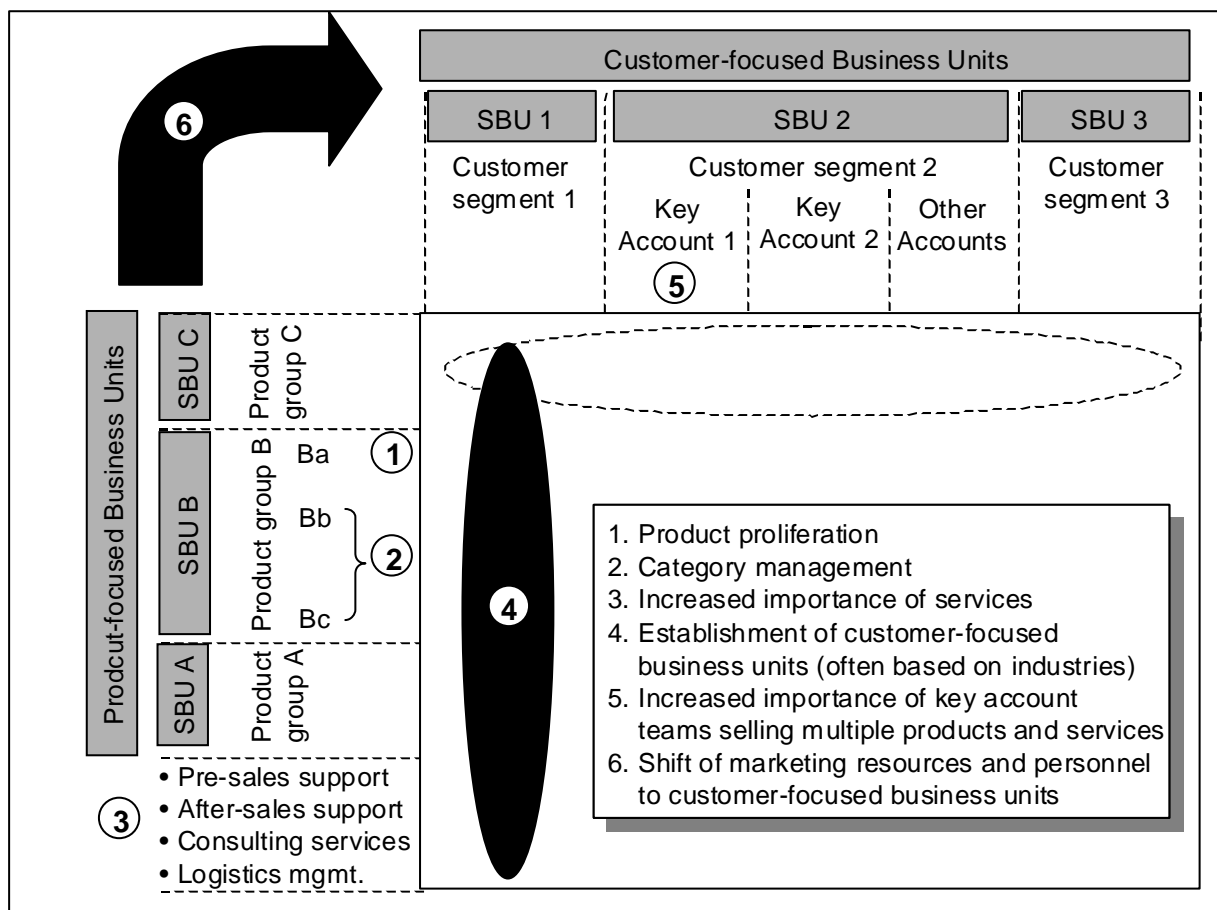 Customer-focused Business Units
6
SBU 1
SBU 2
SBU 3
Customer
segment 1
Customer segment 2
Customer
segment 3
Key
Account 1
Key
Account 2
Other
Accounts
5
Prodcut-focused Business Units
SBU C
Product
group C
SBU B
Product group B
Ba
1
Bb
2
Bc
SBU A
Product
group A
4
3
• Pre-sales support
• After-sales support
• Consulting services
• Logistics mgmt.
1. Product proliferation
2. Category management
3. Increased importance of services
4. Establishment of customer-focused
business units (often based on industries)
5. Increased importance of key account
teams selling multiple products and services
6. Shift of marketing resources and personnel
to customer-focused business units